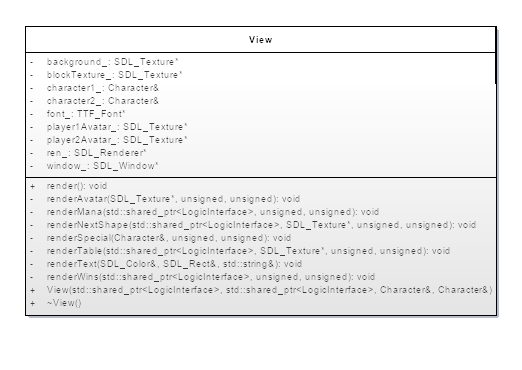 View
- background_: SDL_Texture*
- blockTexture_: SDL_Texture*
- character1_: Character&
- character2_: Character&
- font_: TTF_Font*
- player1Avatar_: SDL_Texture*
- player2Avatar_: SDL_Texture*
- ren_: SDL_Renderer*
- window_: SDL_Window*
+ render(): void
- renderAvatar(SDL_Texture*, unsigned, unsigned): void
- renderMana(std::shared_ptr<LogicInterface>, unsigned, unsigned): void
- renderNextShape(std::shared_ptr<LogicInterface>, SDL_Texture*, unsigned, unsigned): void
- renderSpecial(Character&, unsigned, unsigned): void
- renderTable(std::shared_ptr<LogicInterface>, SDL_Texture*, unsigned, unsigned): void
- renderText(SDL_Color&, SDL_Rect&, std::string&): void
- renderWins(std::shared_ptr<LogicInterface>, unsigned, unsigned): void
+ View(std::shared_ptr<LogicInterface>, std::shared_ptr<LogicInterface>, Character&, Character&)
+ ~View()